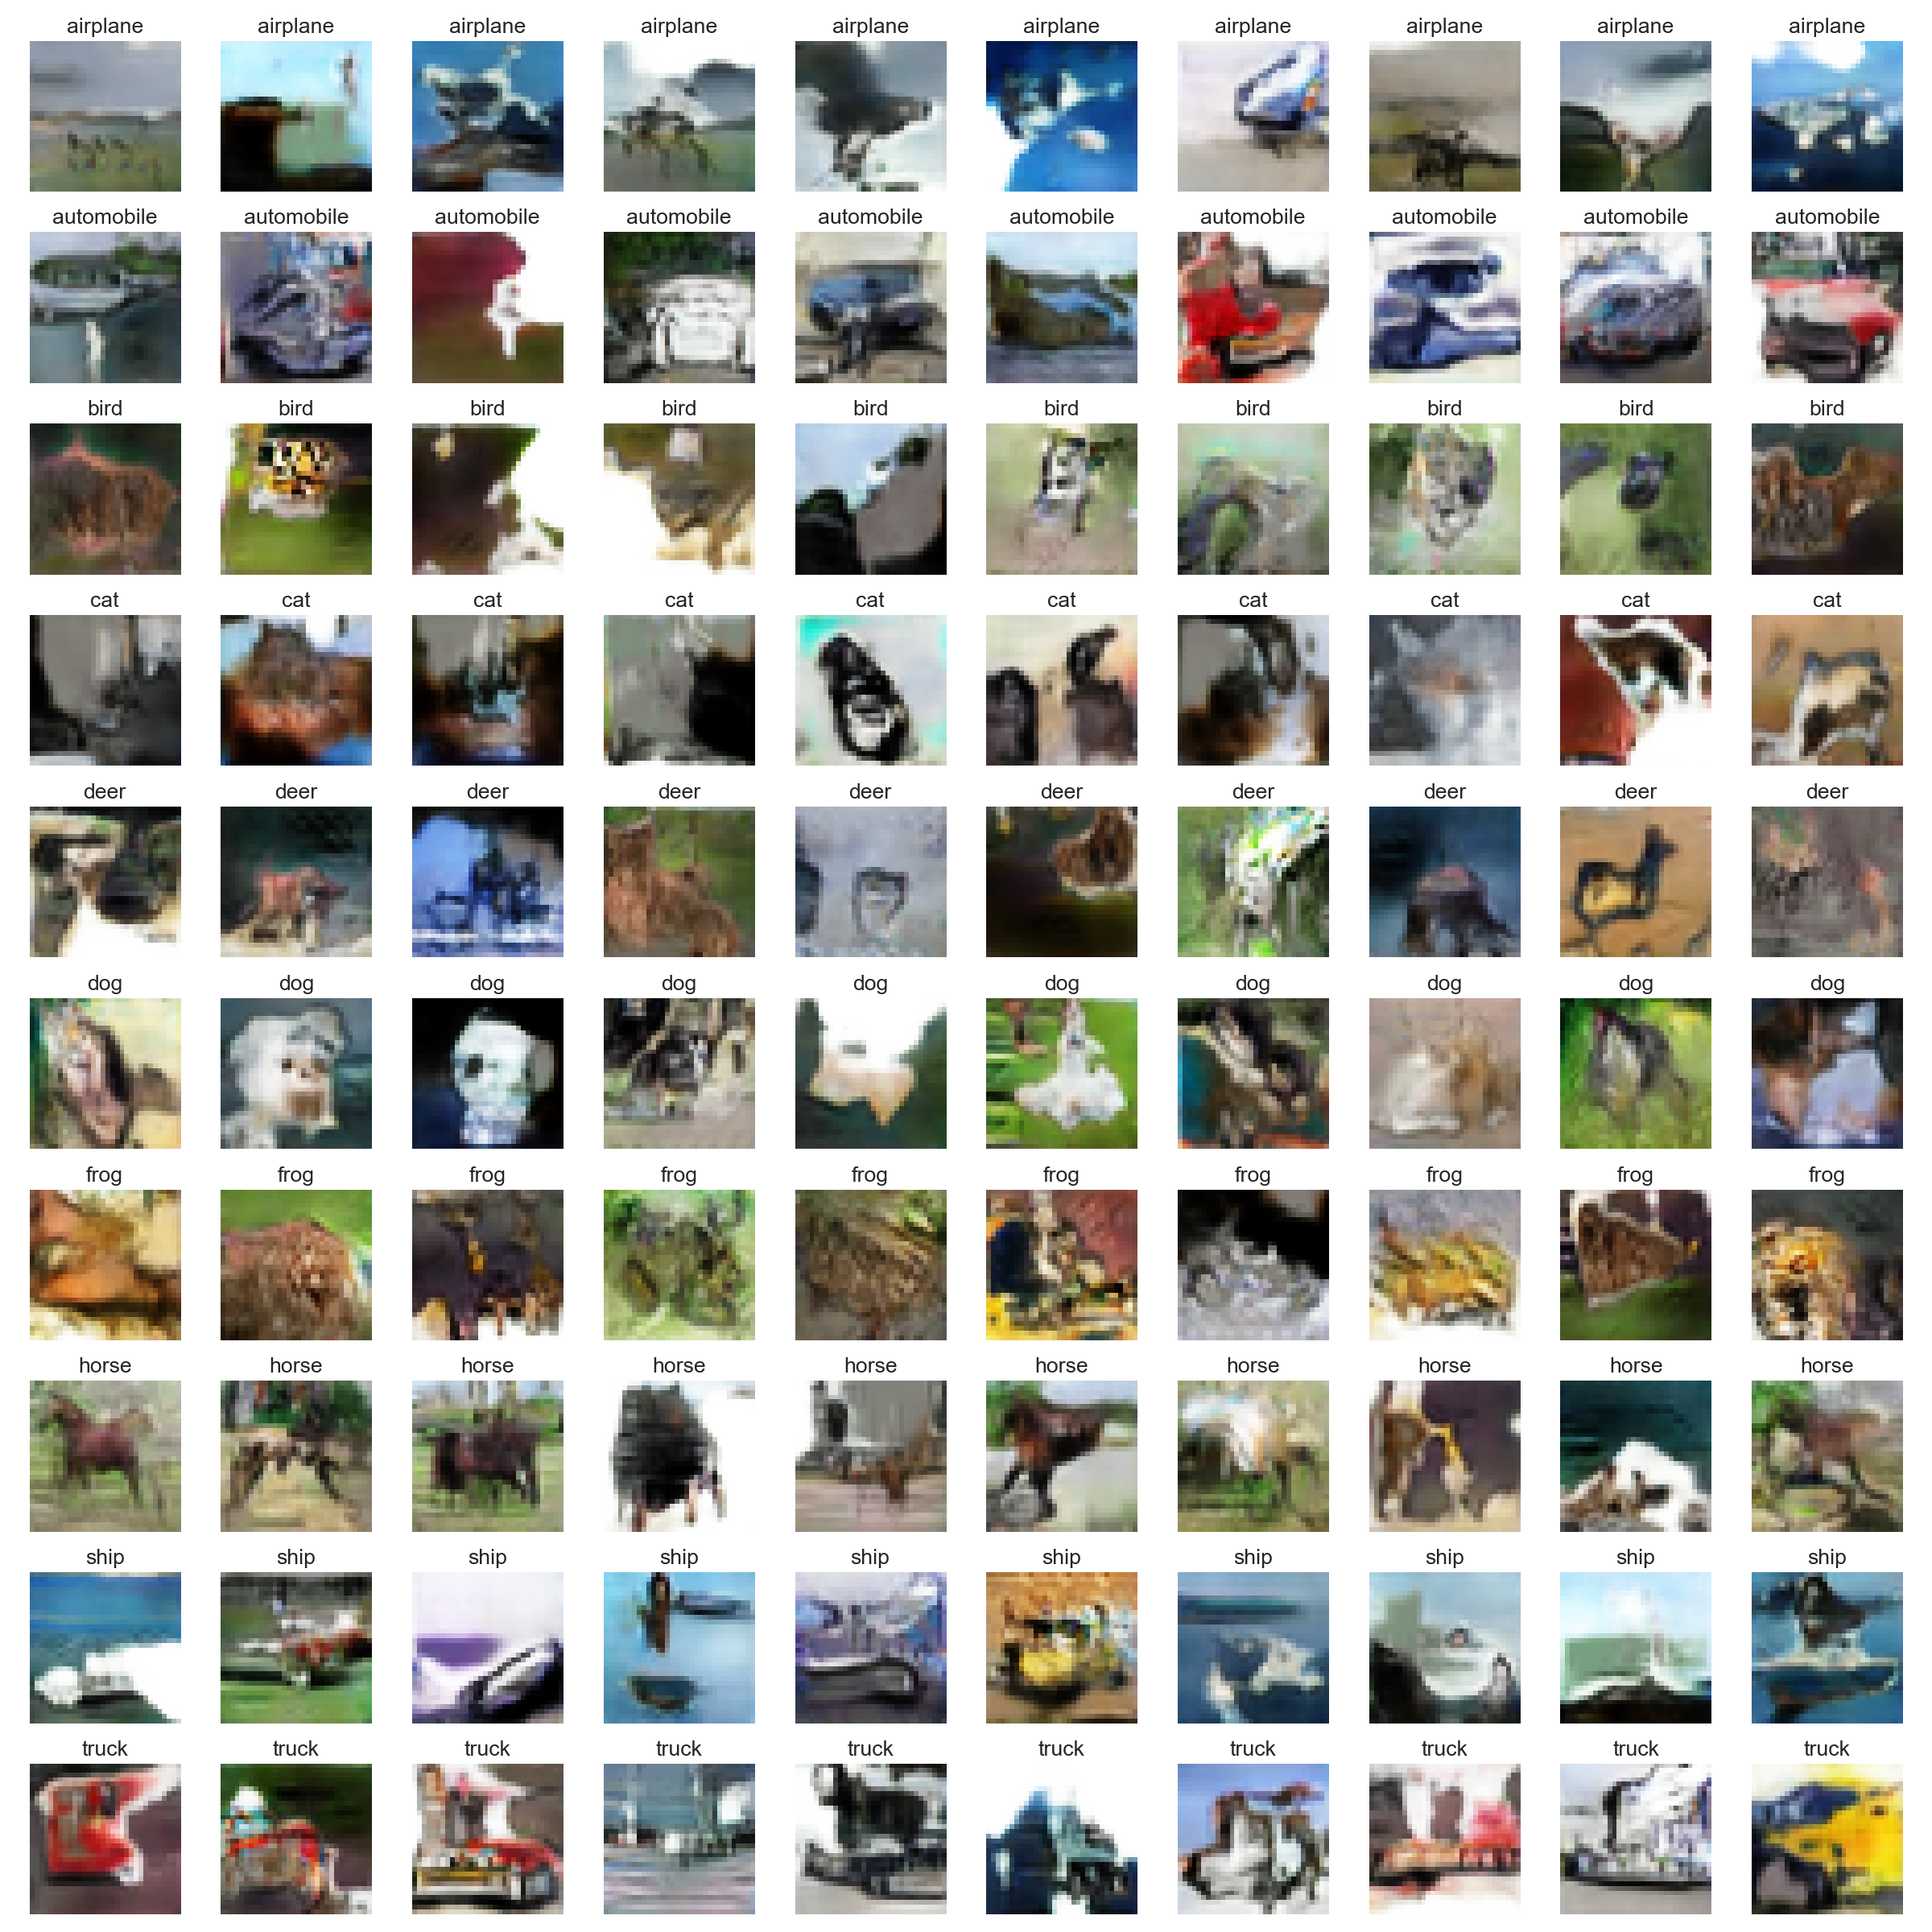 airplane airplane airplane airplane airplane airplane airplane airplane airplane airplane
automobile automobile automobile automobile automobile automobile automobile automobile automobile automobile
bird bird bird bird bird bird bird bird bird bird
cat cat cat cat cat cat cat cat cat cat
deer deer deer deer deer deer deer deer deer deer
dog dog dog dog dog dog dog dog dog dog
frog frog frog frog frog frog frog frog frog frog
horse horse horse horse horse horse horse horse horse horse
ship ship ship ship ship ship ship ship ship ship
truck truck truck truck truck truck truck truck truck truck